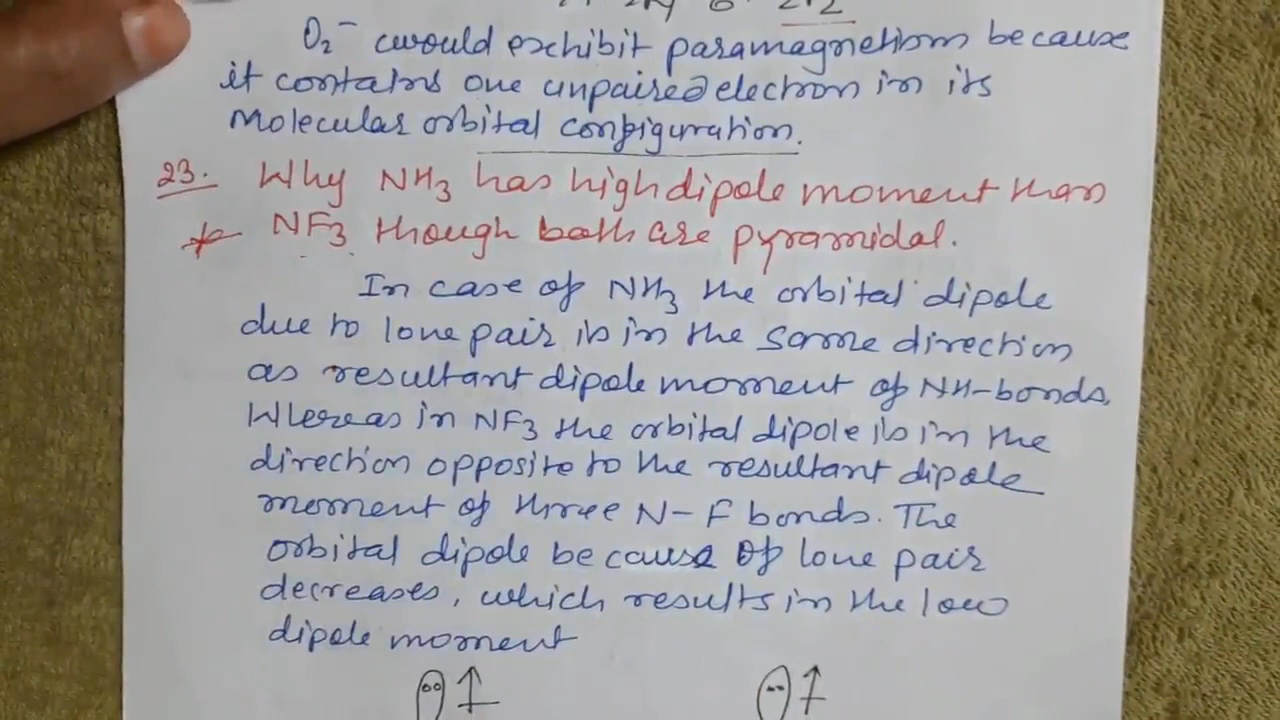 O₂⁻ would exhibit paramagnetism because
it contains one unpaired electron in its
Molecular orbital configuration.
23. Why NH₃ has high dipole moment than
NF₃ though both are pyramidal.
In case of NH₃ the orbital dipole
due to lone pair is in the same direction
as resultant dipole moment of NH-bonds,
Whereas in NF₃ the orbital dipole is in the
direction opposite to the resultant dipole
moment of three N-F bonds. The
orbital dipole because of lone pair
decreases, which results in the low
dipole moment